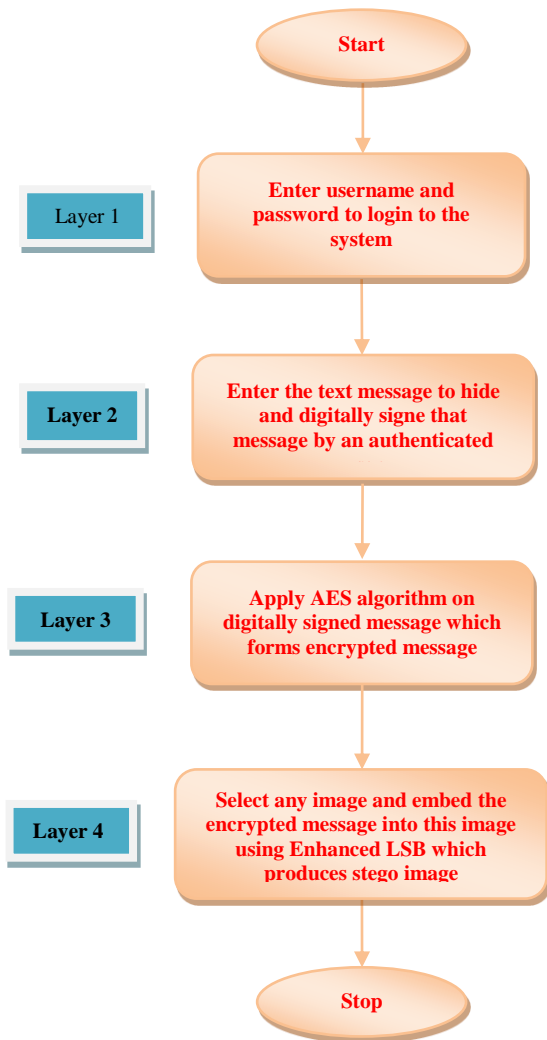 Start
Layer 1
Enter username and
password to login to the
system
Layer 2
Enter the text message to hide
and digitally signe that
message by an authenticated
Layer 3
Apply AES algorithm on
digitally signed message which
forms encrypted message
Layer 4
Select any image and embed the
encrypted message into this image
using Enhanced LSB which
produces stego image
Stop